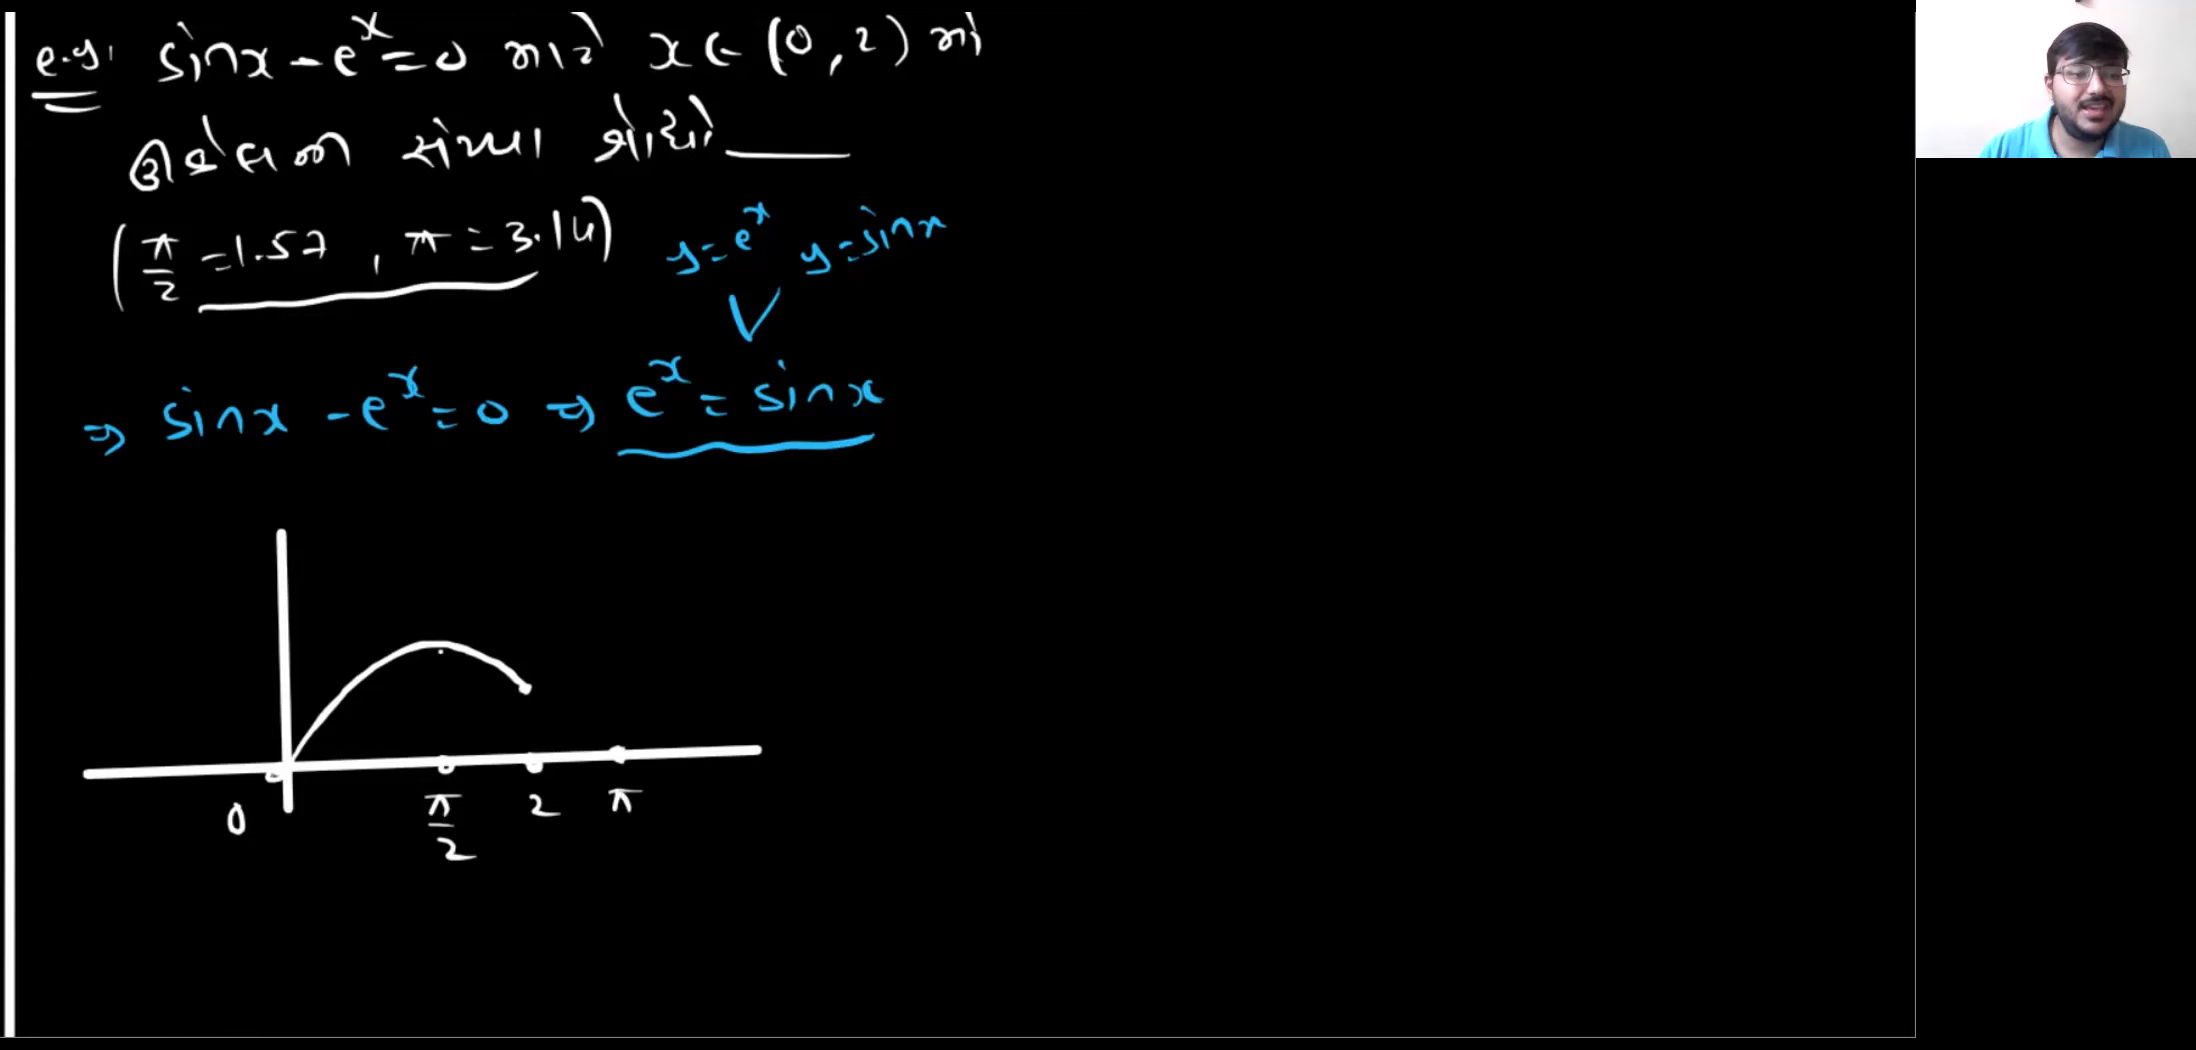 e.g. sinx - e^x = 0 માટે x ∈ (0, 2) માં
ઉકેલની સંખ્યા શોધો ____
(π/2 = 1.57 , π = 3.14) y = e^x y = sinx
⇒ sinx - e^x = 0 ⇒ e^x = sinx
0 π/2 2 π